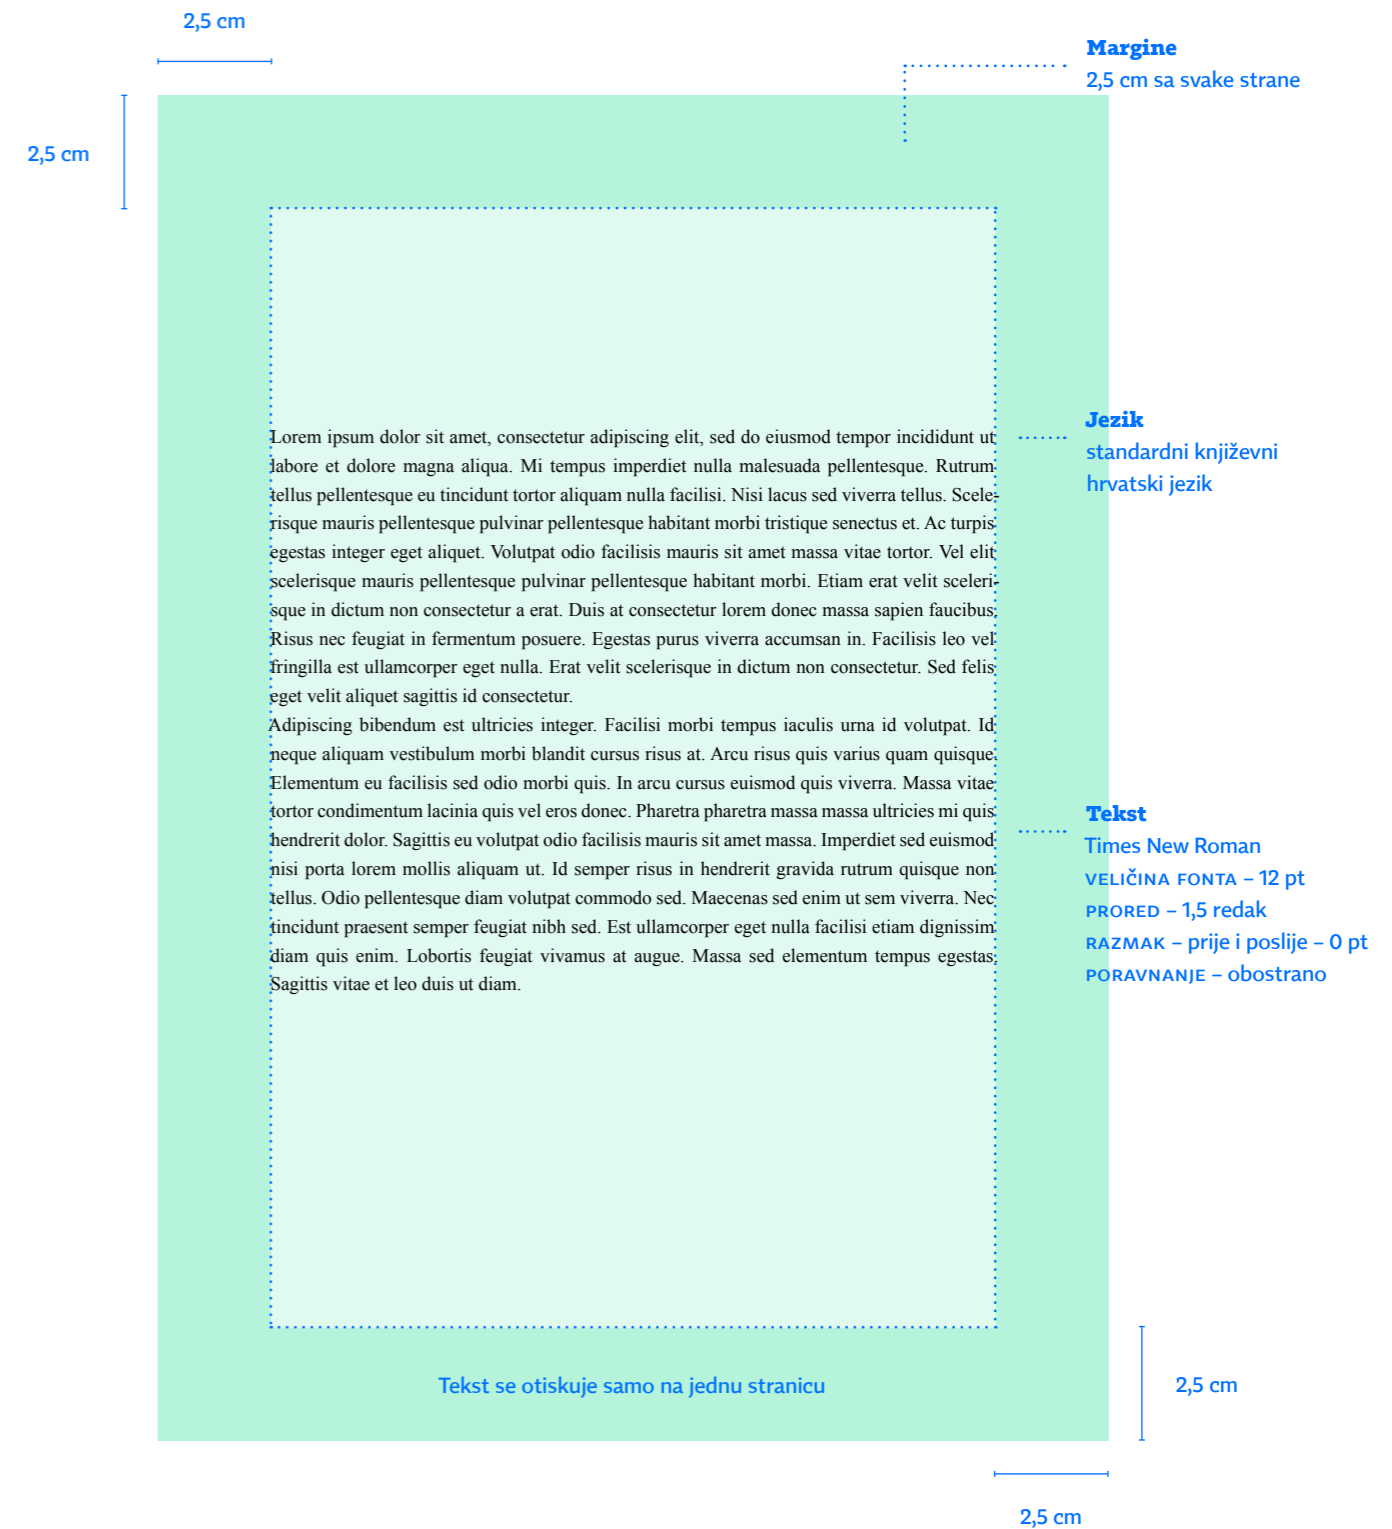 2,5 cm
Margine
2,5 cm sa svake strane
2,5 cm
Lorem ipsum dolor sit amet, consectetur adipiscing elit, sed do eiusmod tempor incididunt ut
labore et dolore magna aliqua. Mi tempus imperdiet nulla malesuada pellentesque. Rutrum
tellus pellentesque eu tincidunt tortor aliquam nulla facilisi. Nisi lacus sed viverra tellus. Scele-
risque mauris pellentesque pulvinar pellentesque habitant morbi tristique senectus et. Ac turpis
egestas integer eget aliquet. Volutpat odio facilisis mauris sit amet massa vitae tortor. Vel elit
scelerisque mauris pellentesque pulvinar pellentesque habitant morbi. Etiam erat velit sceleri-
sque in dictum non consectetur a erat. Duis at consectetur lorem donec massa sapien faucibus.
Risus nec feugiat in fermentum posuere. Egestas purus viverra accumsan in. Facilisis leo vel
fringilla est ullamcorper eget nulla. Erat velit scelerisque in dictum non consectetur. Sed felis
eget velit aliquet sagittis id consectetur.
Adipiscing bibendum est ultricies integer. Facilisi morbi tempus iaculis urna id volutpat. Id
neque aliquam vestibulum morbi blandit cursus risus at. Arcu risus quis varius quam quisque.
Elementum eu facilisis sed odio morbi quis. In arcu cursus euismod quis viverra. Massa vitae
tortor condimentum lacinia quis vel eros donec. Pharetra pharetra massa massa ultricies mi quis
hendrerit dolor. Sagittis eu volutpat odio facilisis mauris sit amet massa. Imperdiet sed euismod
nisi porta lorem mollis aliquam ut. Id semper risus in hendrerit gravida rutrum quisque non
tellus. Odio pellentesque diam volutpat commodo sed. Maecenas sed enim ut sem viverra. Nec
tincidunt praesent semper feugiat nibh sed. Est ullamcorper eget nulla facilisi etiam dignissim
diam quis enim. Lobortis feugiat vivamus at augue. Massa sed elementum tempus egestas.
Sagittis vitae et leo duis ut diam.
Jezik
standardni književni
hrvatski jezik
Tekst
Times New Roman
VELIČINA FONTA – 12 pt
PRORED – 1,5 redak
RAZMAK – prije i poslije – 0 pt
PORAVNANJE – obostrano
Tekst se otiskuje samo na jednu stranicu
2,5 cm
2,5 cm